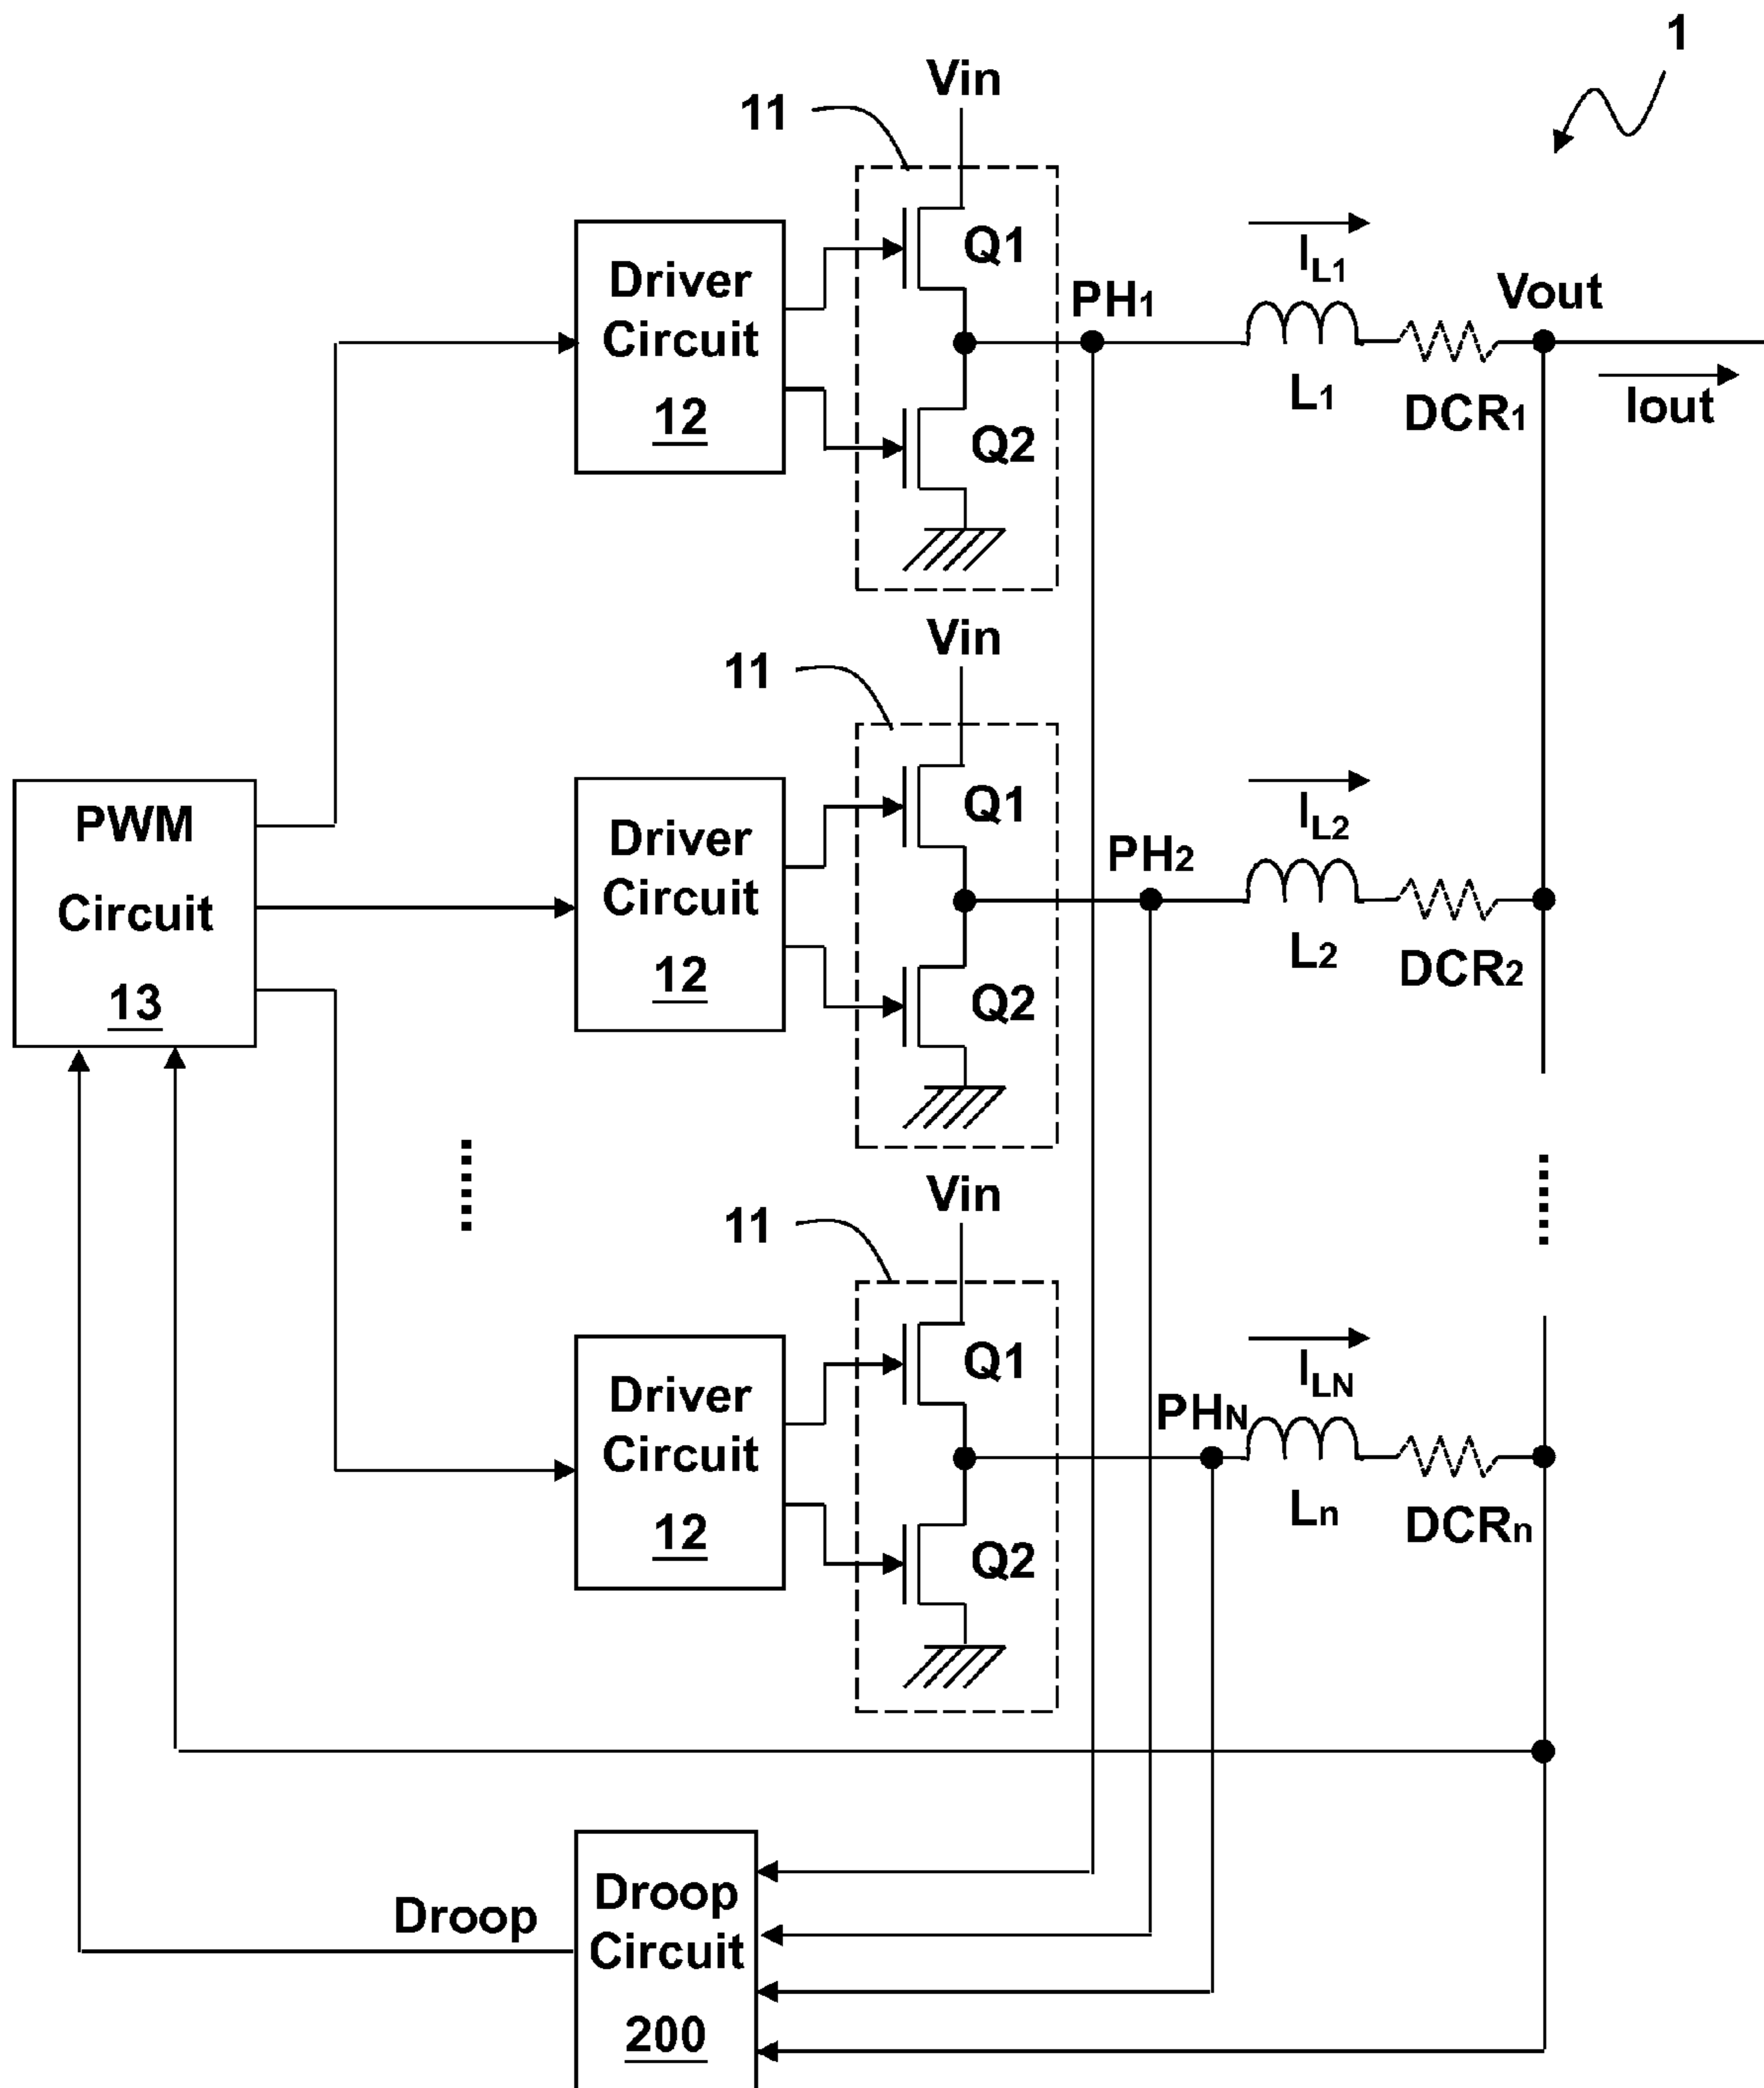 1
Vin
11
Driver
Circuit
12
Q1
Q2
PH1
IL1
L1
DCR1
Vout
Iout
Vin
11
PWM
Circuit
13
Driver
Circuit
12
Q1
Q2
PH2
IL2
L2
DCR2
Vin
11
Driver
Circuit
12
Q1
Q2
PHN
ILN
Ln
DCRn
Droop
Droop
Circuit
200